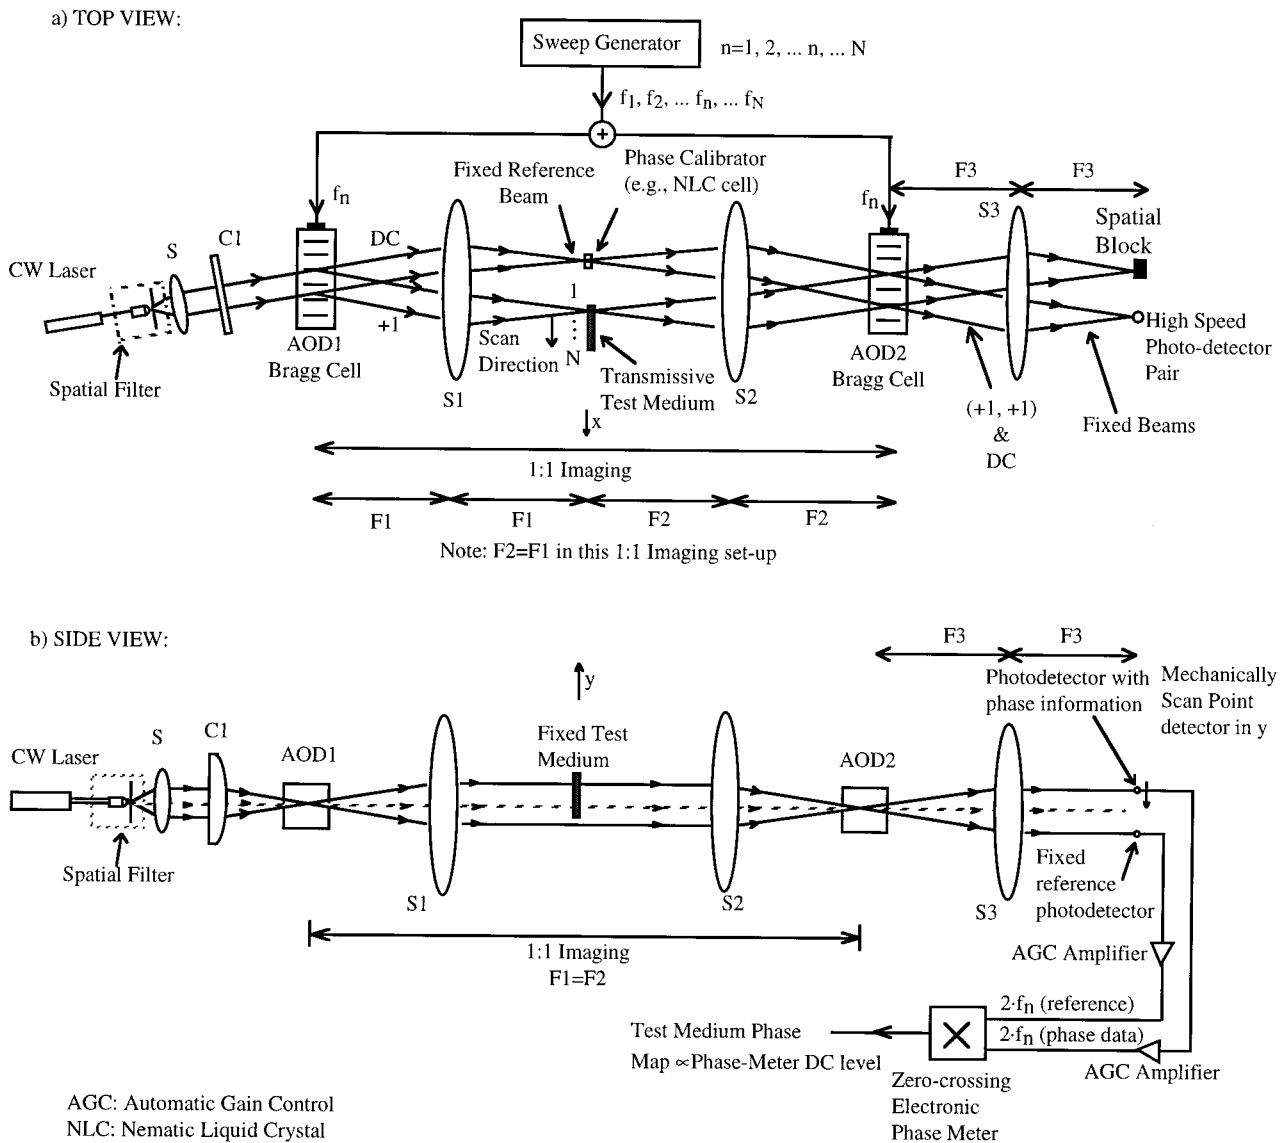 a) TOP VIEW:
Sweep Generator
n=1, 2, ... n, ... N
f1, f2, ... fn, ... fN
+
Fixed Reference
Beam
Phase Calibrator
(e.g., NLC cell)
F3
F3
fn
fn
S3
Spatial
Block
CW Laser
S
C1
DC
+1
Spatial Filter
AOD1
Bragg Cell
S1
1
N
Scan
Direction
Transmissive
Test Medium
x
S2
AOD2
Bragg Cell
(+1, +1)
&
DC
High Speed
Photo-detector
Pair
Fixed Beams
1:1 Imaging
F1
F1
F2
F2
Note: F2=F1 in this 1:1 Imaging set-up
b) SIDE VIEW:
F3
F3
y
Photodetector with
phase information
Mechanically
Scan Point
detector in y
CW Laser
S
C1
AOD1
Fixed Test
Medium
AOD2
Spatial Filter
S1
S2
S3
Fixed
reference
photodetector
1:1 Imaging
F1=F2
AGC Amplifier
2·fn (reference)
2·fn (phase data)
Test Medium Phase
Map ∝Phase-Meter DC level
AGC Amplifier
Zero-crossing
Electronic
Phase Meter
AGC: Automatic Gain Control
NLC: Nematic Liquid Crystal